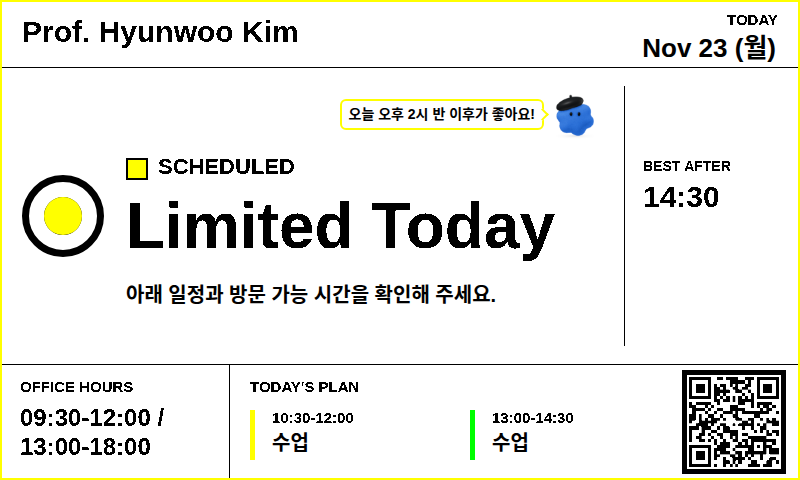 Prof. Hyunwoo Kim
TODAY
Nov 23 (월)
오늘 오후 2시 반 이후가 좋아요!
SCHEDULED
Limited Today
아래 일정과 방문 가능 시간을 확인해 주세요.
BEST AFTER
14:30
OFFICE HOURS
09:30-12:00 /
13:00-18:00
TODAY'S PLAN
10:30-12:00
수업
13:00-14:30
수업